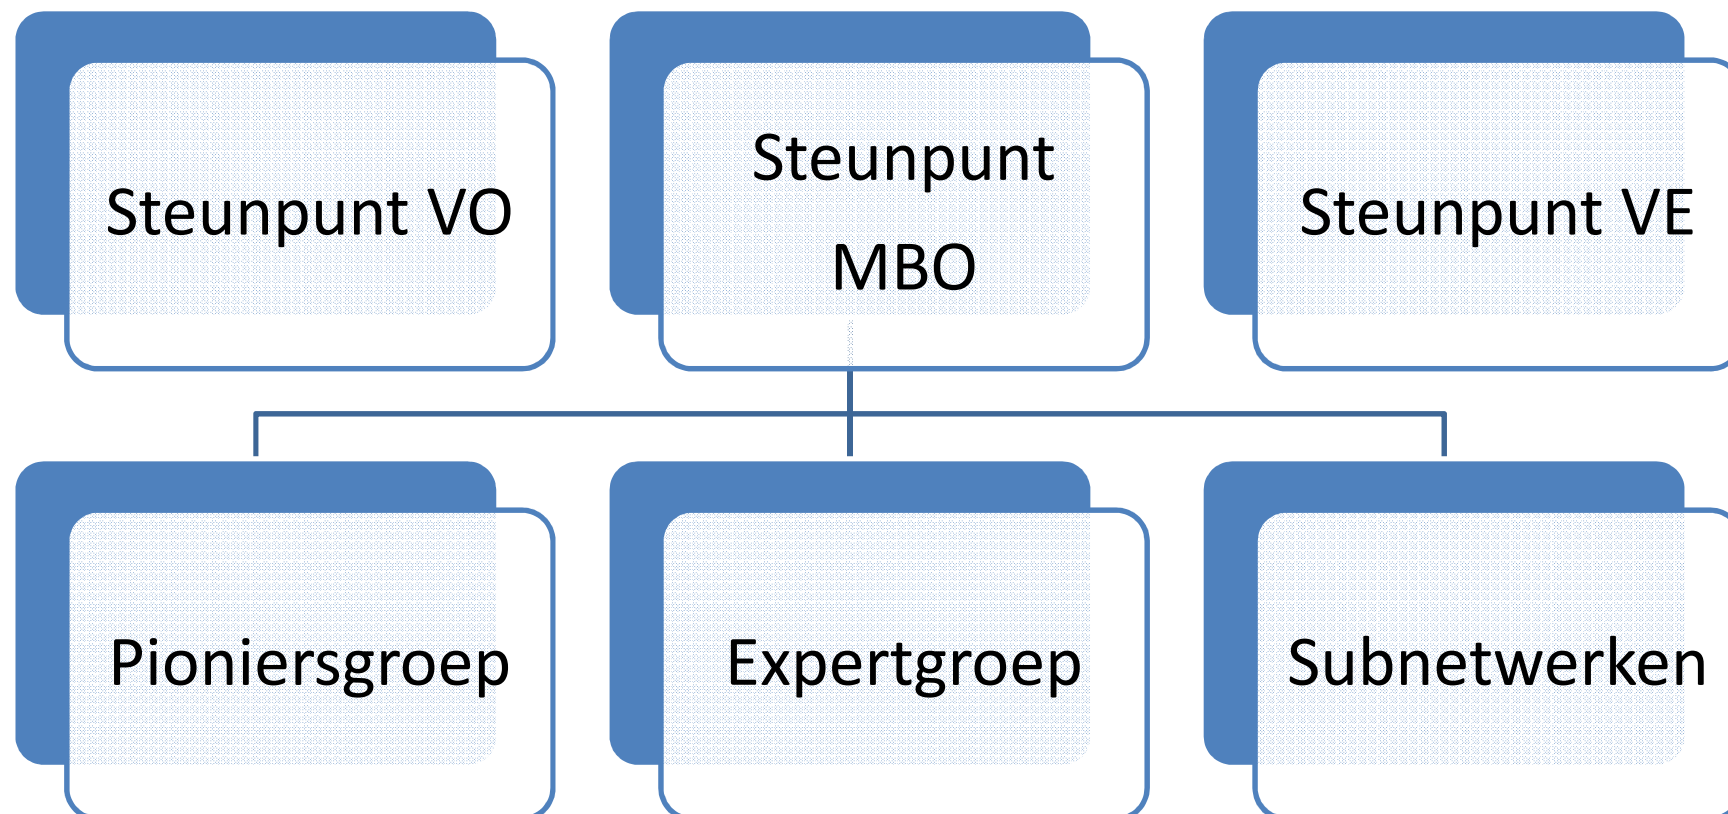 Steunpunt VO
Steunpunt
MBO
Steunpunt VE
Pioniersgroep
Expertgroep
Subnetwerken